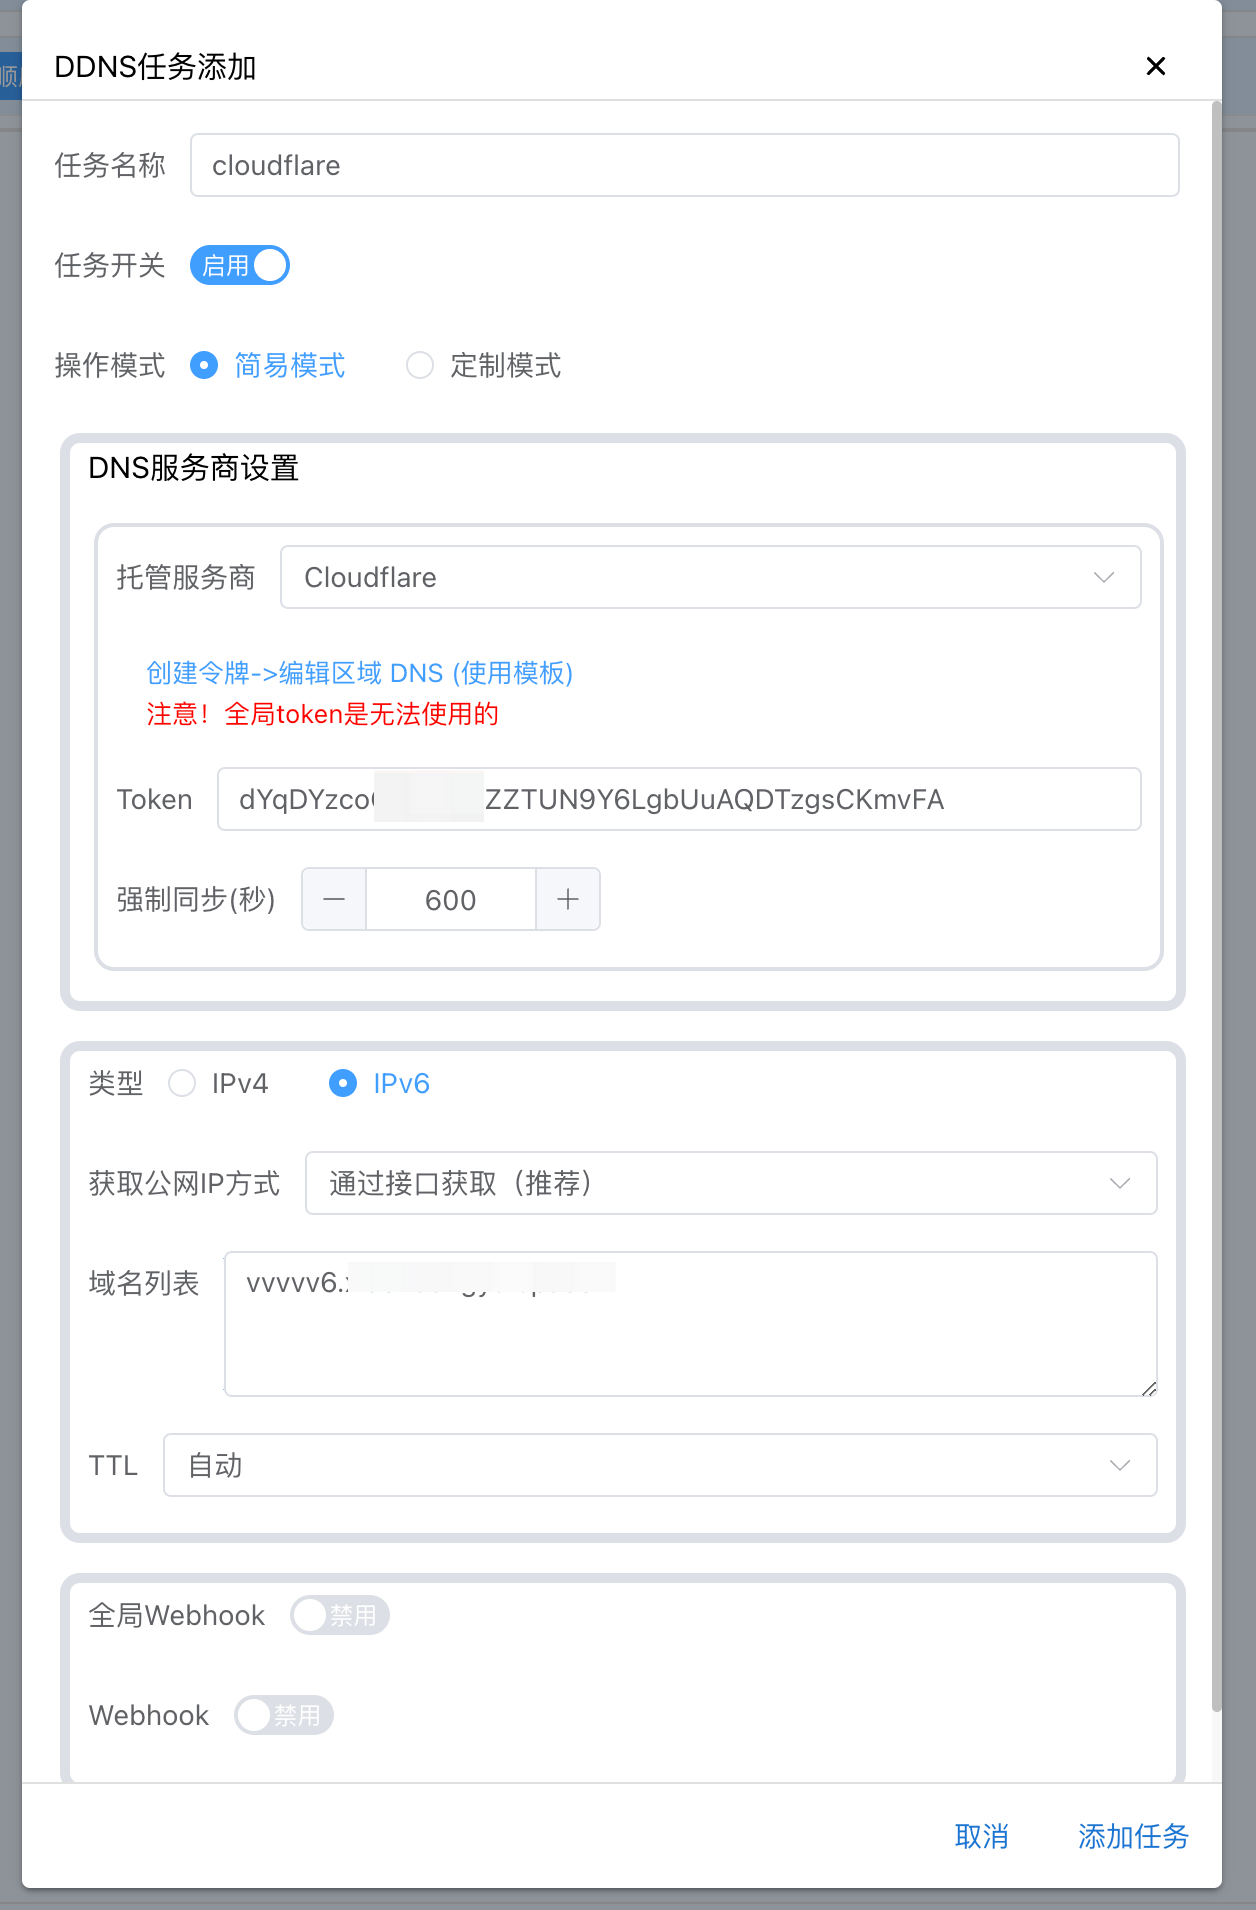 DDNS任务添加
任务名称 cloudflare
任务开关 启用
操作模式 简易模式 定制模式
DNS服务商设置
托管服务商 Cloudflare
创建令牌->编辑区域 DNS (使用模板)
注意！全局token是无法使用的
Token dYqDYzco ZZTUN9Y6LgbUuAQDTzgsCKmvFA
强制同步(秒) 600
类型 IPv4 IPv6
获取公网IP方式 通过接口获取（推荐）
域名列表 vvvvv6.
TTL 自动
全局Webhook 禁用
Webhook 禁用
取消 添加任务